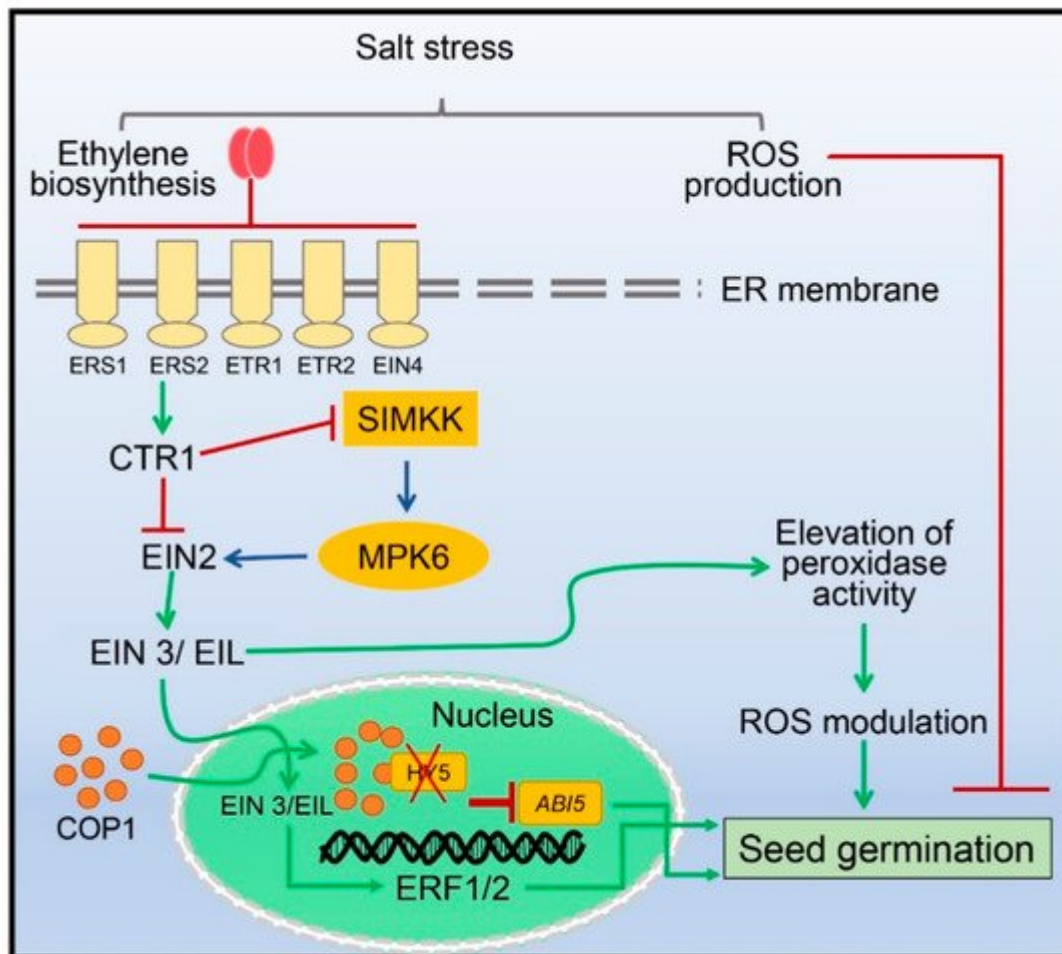 Salt stress
Ethylene
biosynthesis
ROS
production
ER membrane
ERS1
ERS2
ETR1
ETR2
EIN4
SIMKK
CTR1
EIN2
MPK6
Elevation of
peroxidase
activity
EIN 3/ EIL
Nucleus
ROS modulation
HY5
EIN 3/EIL
ABI5
COP1
ERF1/2
Seed germination